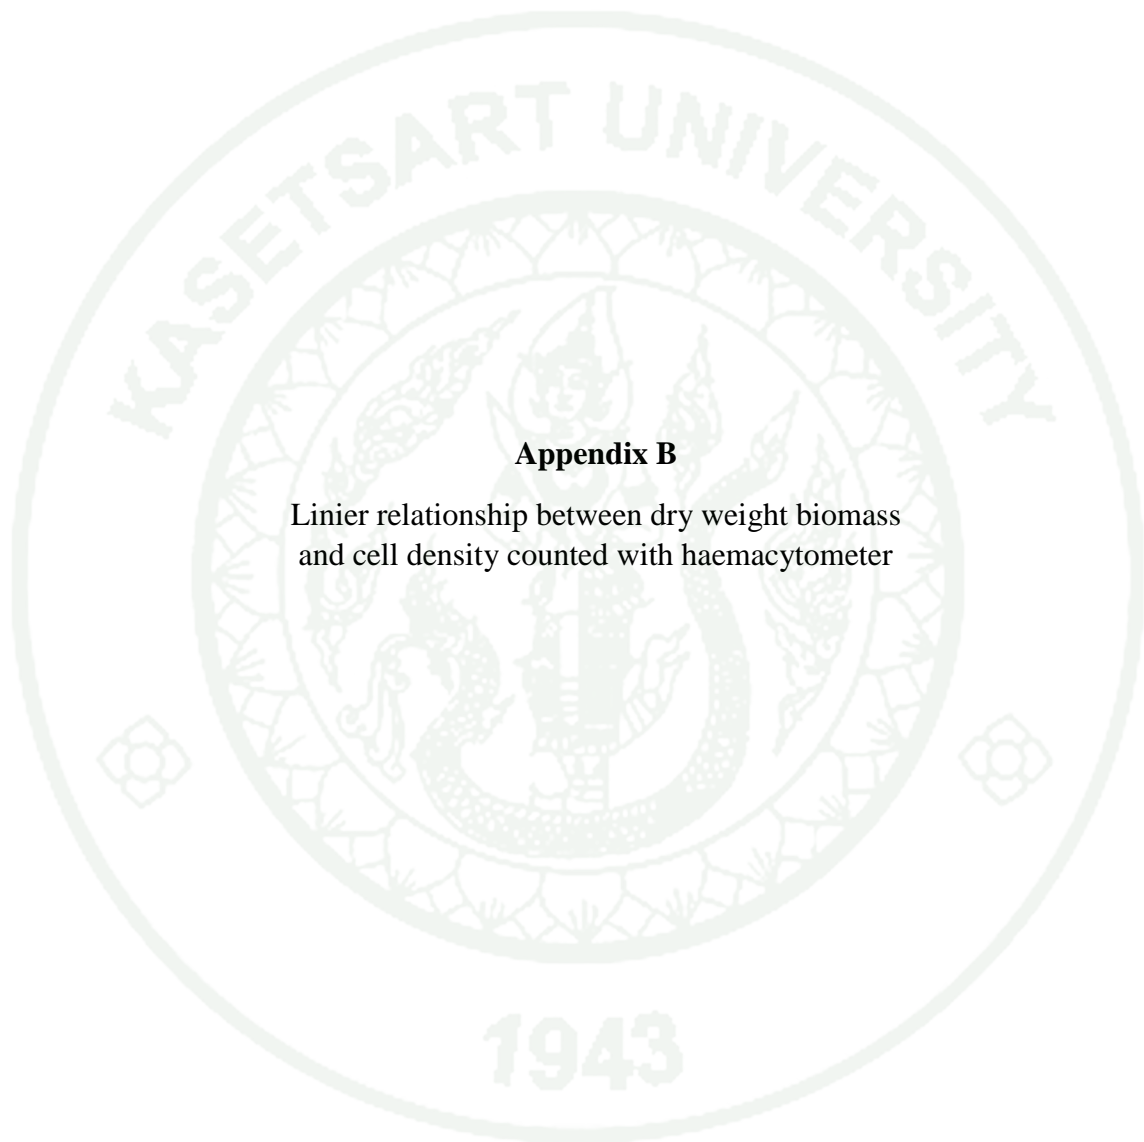 KASETSART UNIVERSITY
Appendix B
Linier relationship between dry weight biomass
and cell density counted with haemacytometer
1943